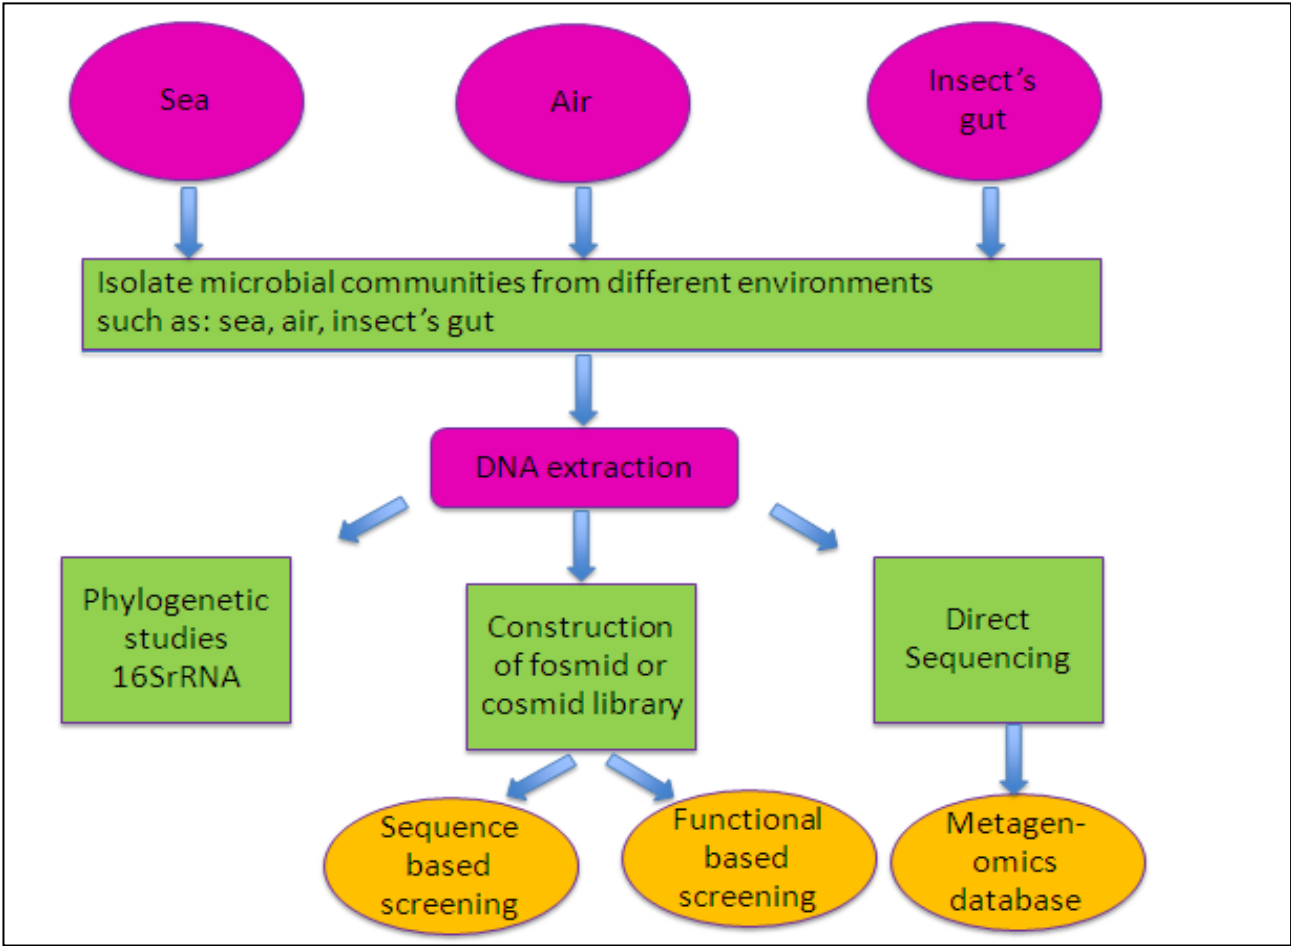 Sea
Air
Insect's
gut
Isolate microbial communities from different environments
such as: sea, air, insect's gut
DNA extraction
Phylogenetic
studies
16SrRNA
Construction
of fosmid or
cosmid library
Direct
Sequencing
Sequence
based
screening
Functional
based
screening
Metagen-
omics
database